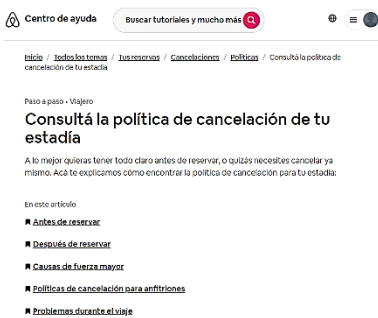 Centro de ayuda
Buscar tutoriales y mucho más
Inicio / Todos los temas / Tus reservas / Cancelaciones / Políticas / Consultá la política de
cancelación de tu estadía
Paso a paso • Viajero
Consultá la política de cancelación de tu
estadía
A lo mejor quieras tener todo claro antes de reservar, o quizás necesites cancelar ya
mismo. Acá te explicamos cómo encontrar la política de cancelación para tu estadía:
En este artículo
Antes de reservar
Después de reservar
Causas de fuerza mayor
Políticas de cancelación para anfitriones
Problemas durante el viaje